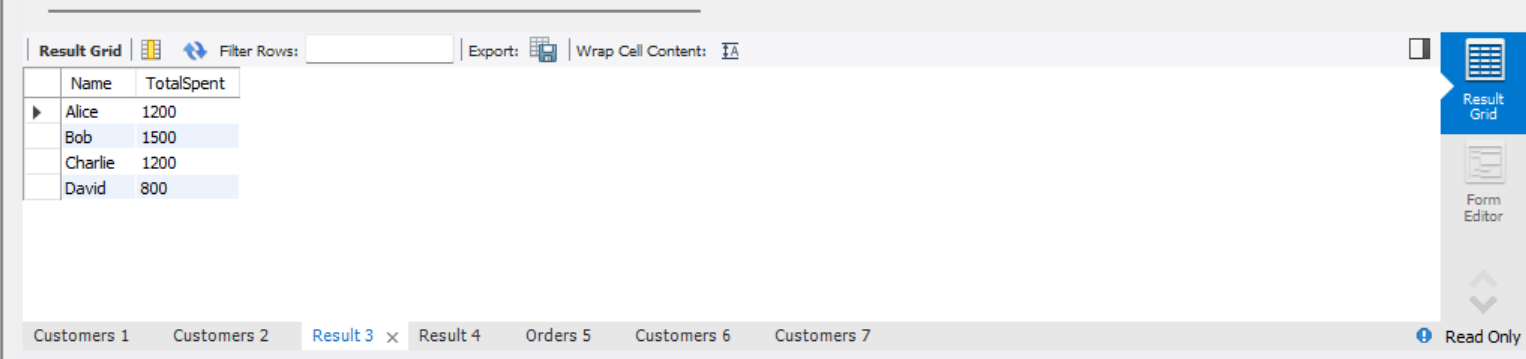 Result Grid Filter Rows: Export: Wrap Cell Content: IA
Name TotalSpent
Alice 1200
Bob 1500
Charlie 1200
David 800
Result
Grid
Form
Editor
Customers 1 Customers 2 Result 3 × Result 4 Orders 5 Customers 6 Customers 7 Read Only